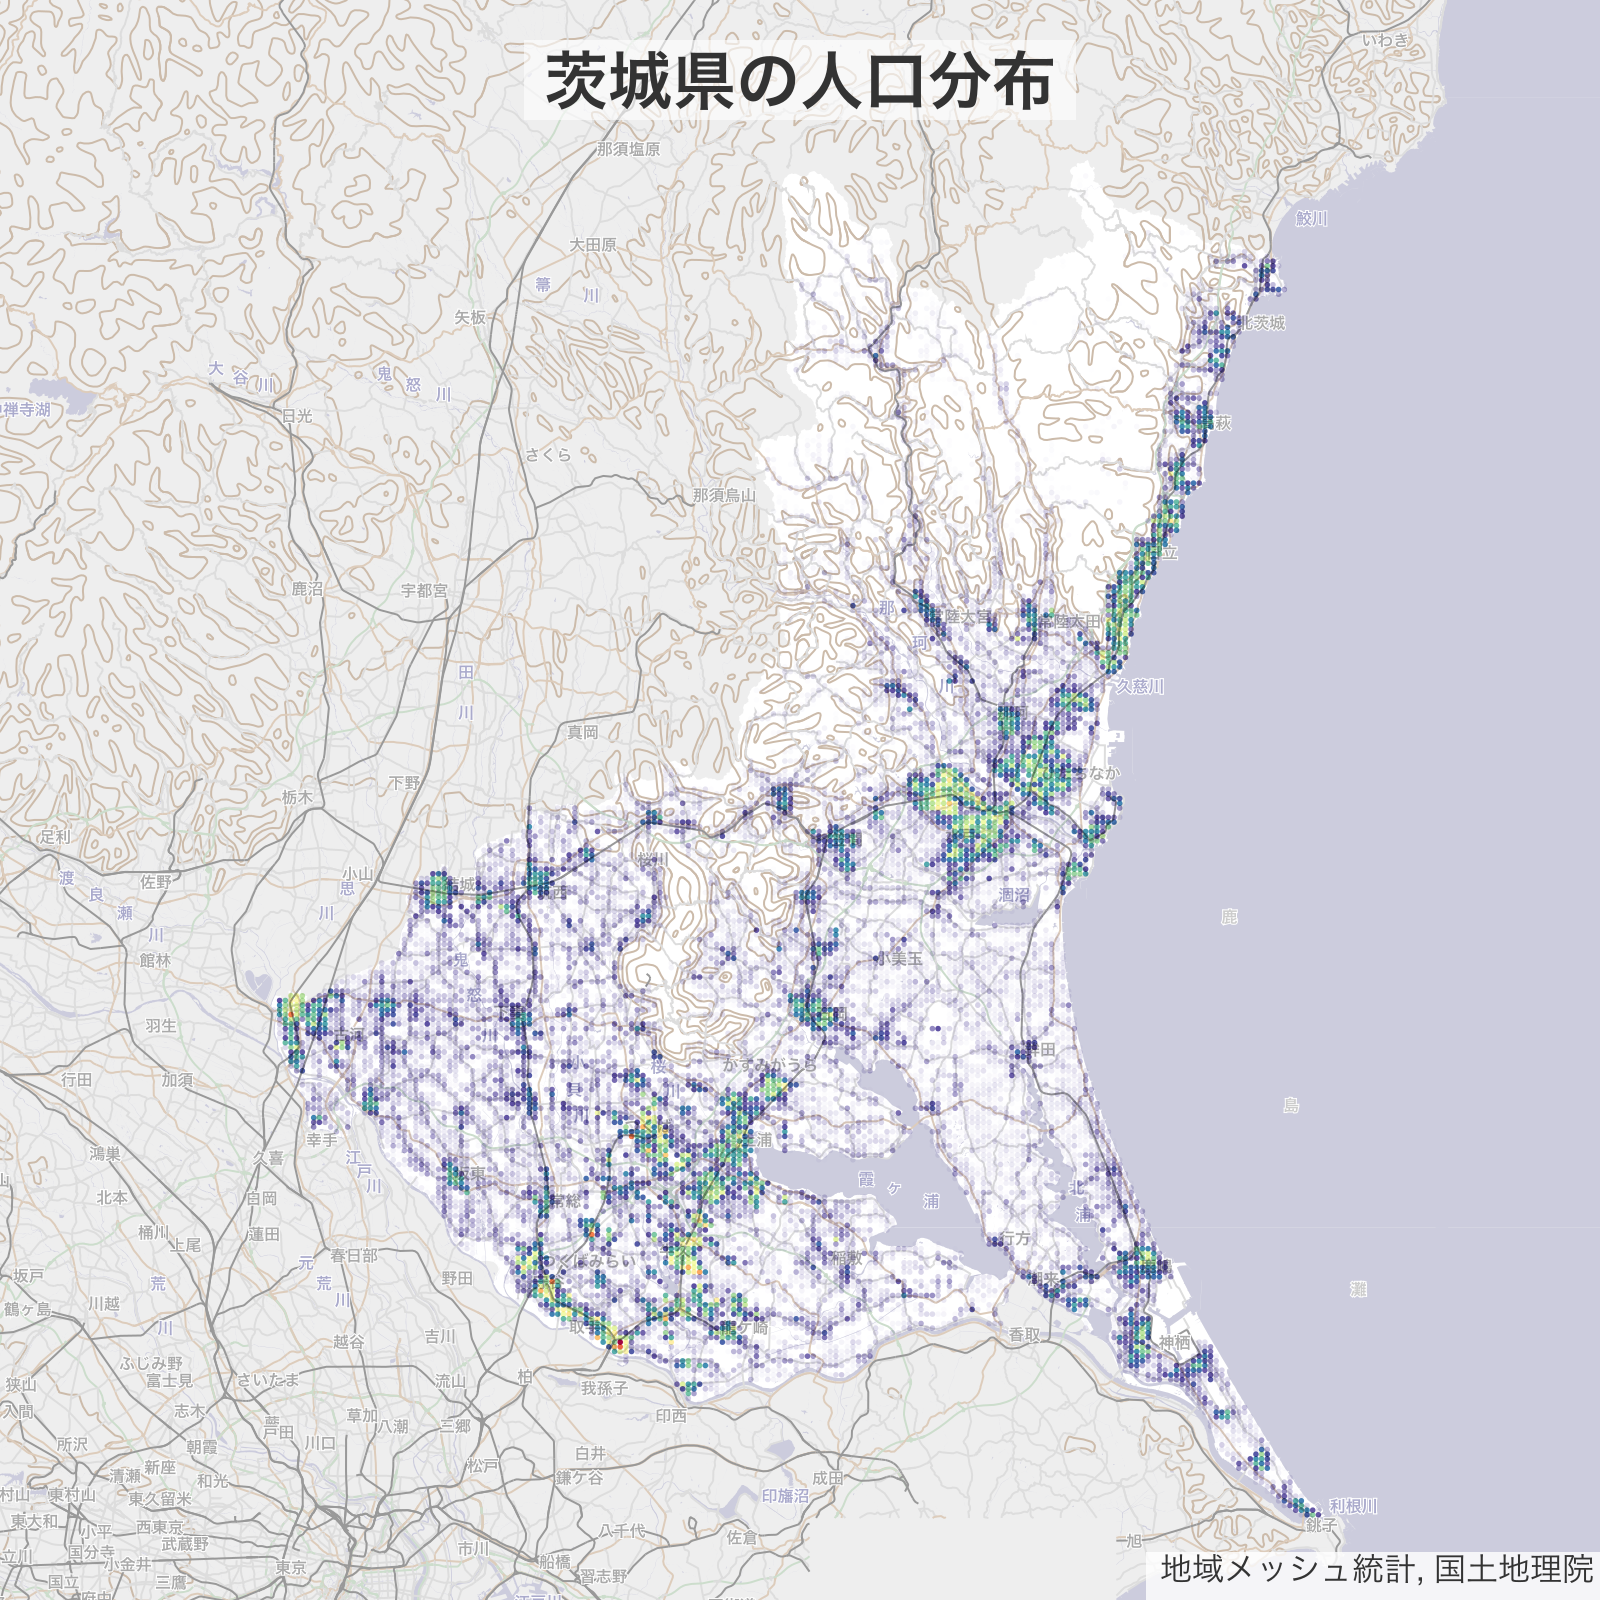 茨城県の人口分布
いわき
那須塩原
鮫川
大田原
箒
川
矢板
北茨城
大
谷
川
鬼
怒
川
中禅寺湖
日光
萩
さくら
那須烏山
立
鹿沼
宇都宮
那
珂
川
常陸大宮
常陸太田
田
川
久慈川
真岡
下野
ちなか
栃木
足利
桜川
小山
思
川
佐野
渡
良
瀬
川
結城
西
涸沼
鹿
館林
鬼
怒
川
小美玉
羽生
古河
鉾田
行田
加須
小
貝
かすみがうら
桜
川
島
幸手
土浦
鴻巣
久喜
江
戸
川
坂東
霞
ヶ
浦
北
浦
北本
白岡
常総
桶川
上尾
蓮田
春日部
行方
つくばみらい
稲敷
坂戸
荒
川
元
荒
川
野田
潮来
灘
鶴ヶ島
川越
越谷
吉川
取手
龍ケ崎
香取
神栖
ふじみ野
富士見
さいたま
流山
柏
我孫子
狭山
入間
志木
蕨
戸田
草加
八潮
三郷
印西
所沢
朝霞
川口
白井
新座
清瀬
和光
松戸
鎌ケ谷
成田
村山
東村山
東久留米
印旛沼
利根川
銚子
東大和
小平
西東京
武蔵野
八千代
佐倉
旭
立川
国分寺
小金井
市川
船橋
東京
習志野
国立
三鷹
府中
江戸川
地域メッシュ統計, 国土地理院